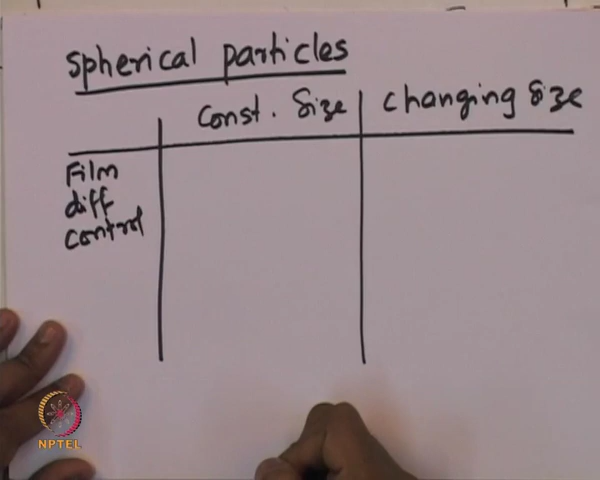 Spherical particles
Const. Size
Changing Size
Film
diff
control
NPTEL